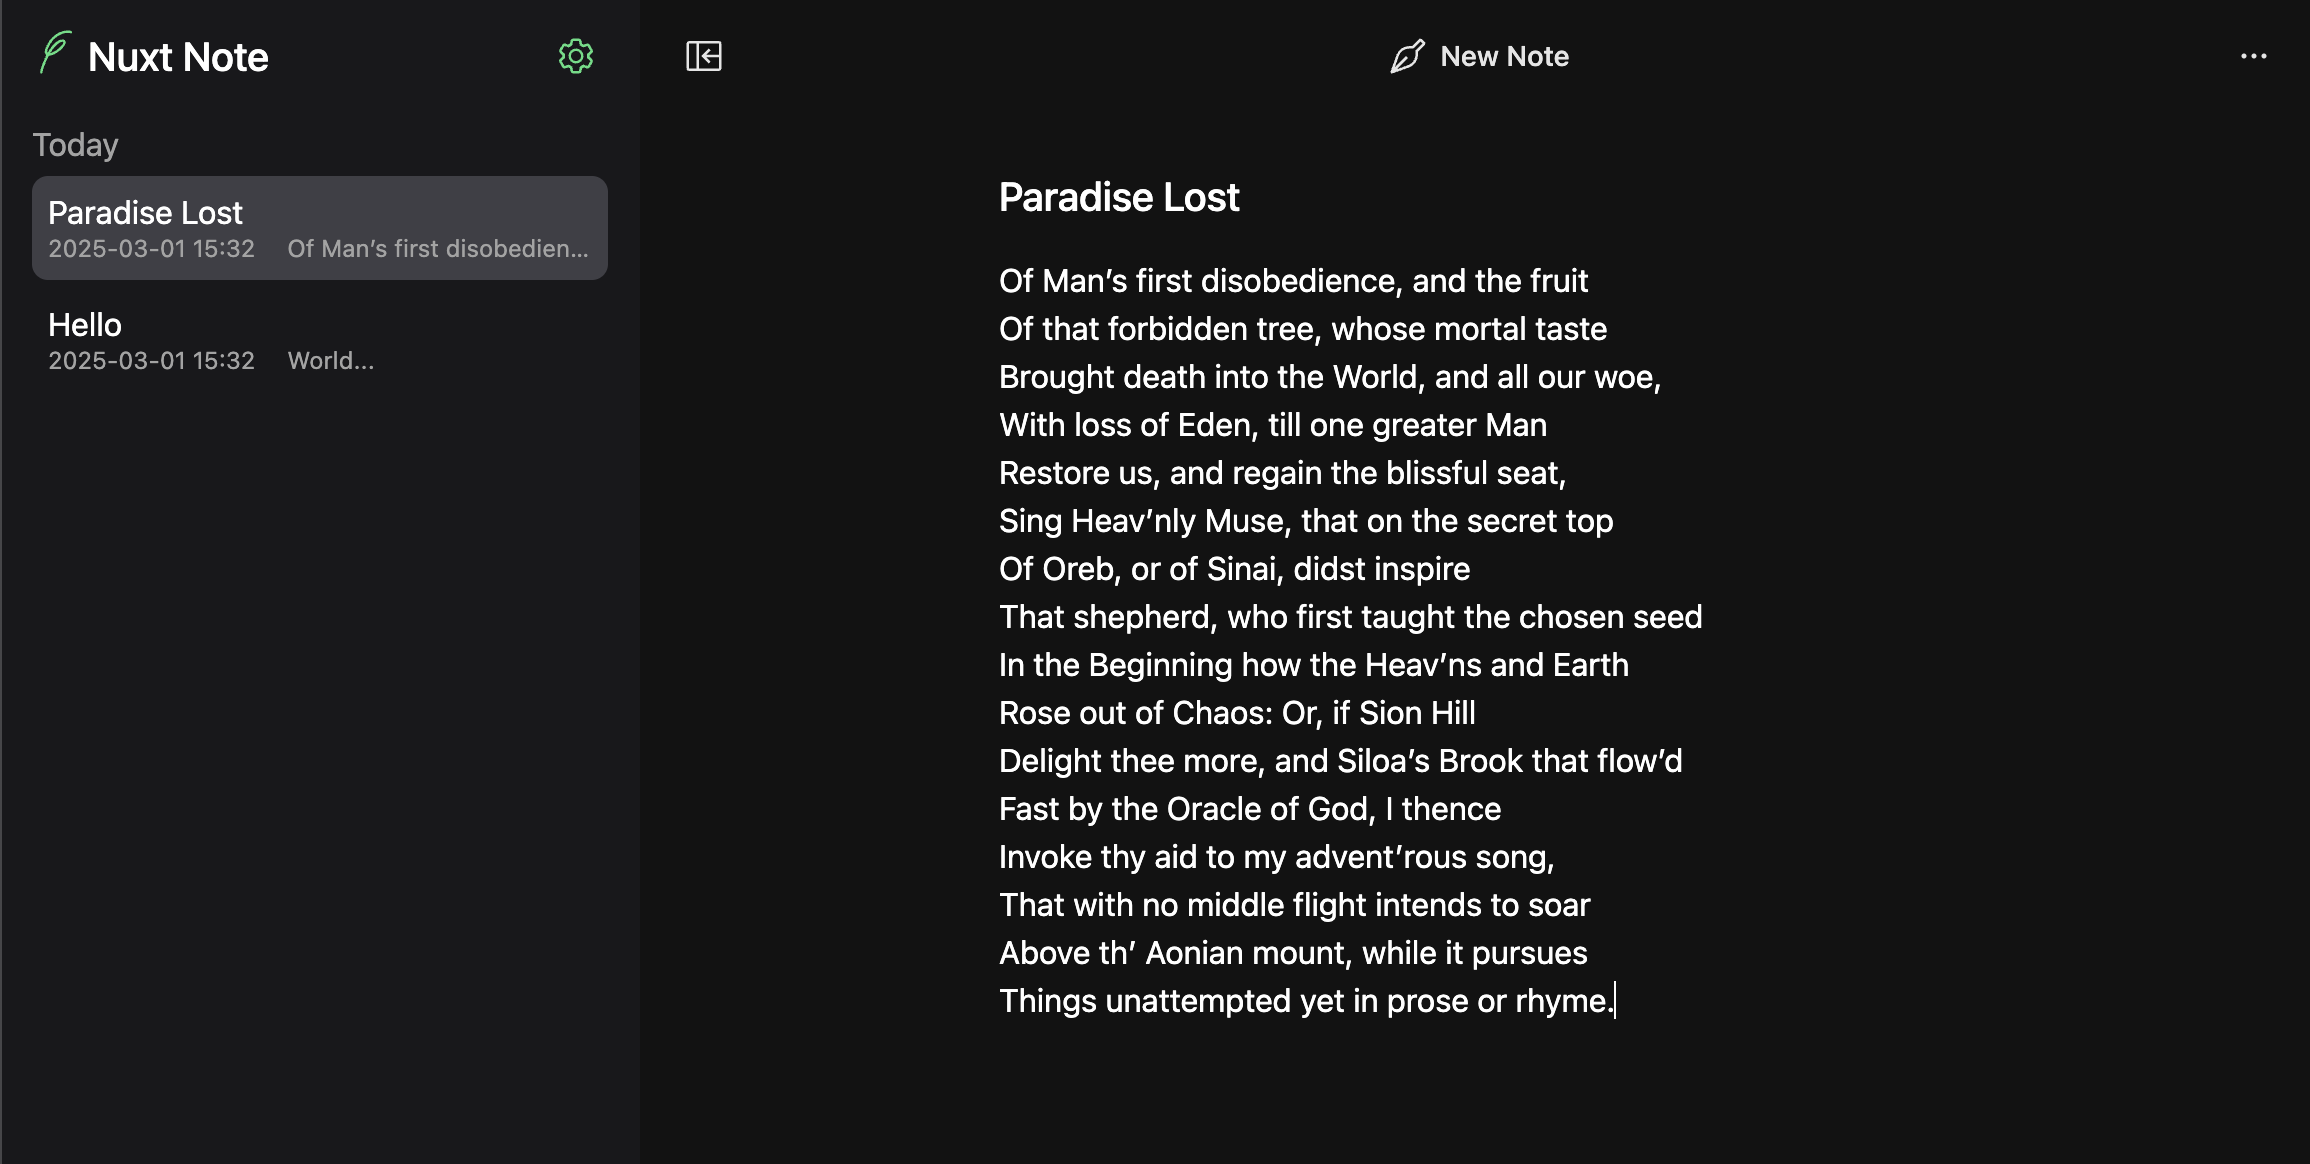 Nuxt Note
Today
Paradise Lost
2025-03-01 15:32 Of Man’s first disobedien...
Hello
2025-03-01 15:32 World...
New Note
Paradise Lost
Of Man’s first disobedience, and the fruit
Of that forbidden tree, whose mortal taste
Brought death into the World, and all our woe,
With loss of Eden, till one greater Man
Restore us, and regain the blissful seat,
Sing Heav’nly Muse, that on the secret top
Of Oreb, or of Sinai, didst inspire
That shepherd, who first taught the chosen seed
In the Beginning how the Heav’ns and Earth
Rose out of Chaos: Or, if Sion Hill
Delight thee more, and Siloa’s Brook that flow’d
Fast by the Oracle of God, I thence
Invoke thy aid to my advent’rous song,
That with no middle flight intends to soar
Above th’ Aonian mount, while it pursues
Things unattempted yet in prose or rhyme.